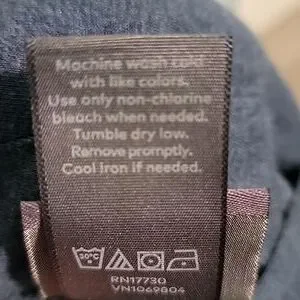 Machine wash cold
with like colors.
Use only non-chlorine
bleach when needed.
Tumble dry low.
Remove promptly.
Cool iron if needed.
30°C
RN17730
VN1069804